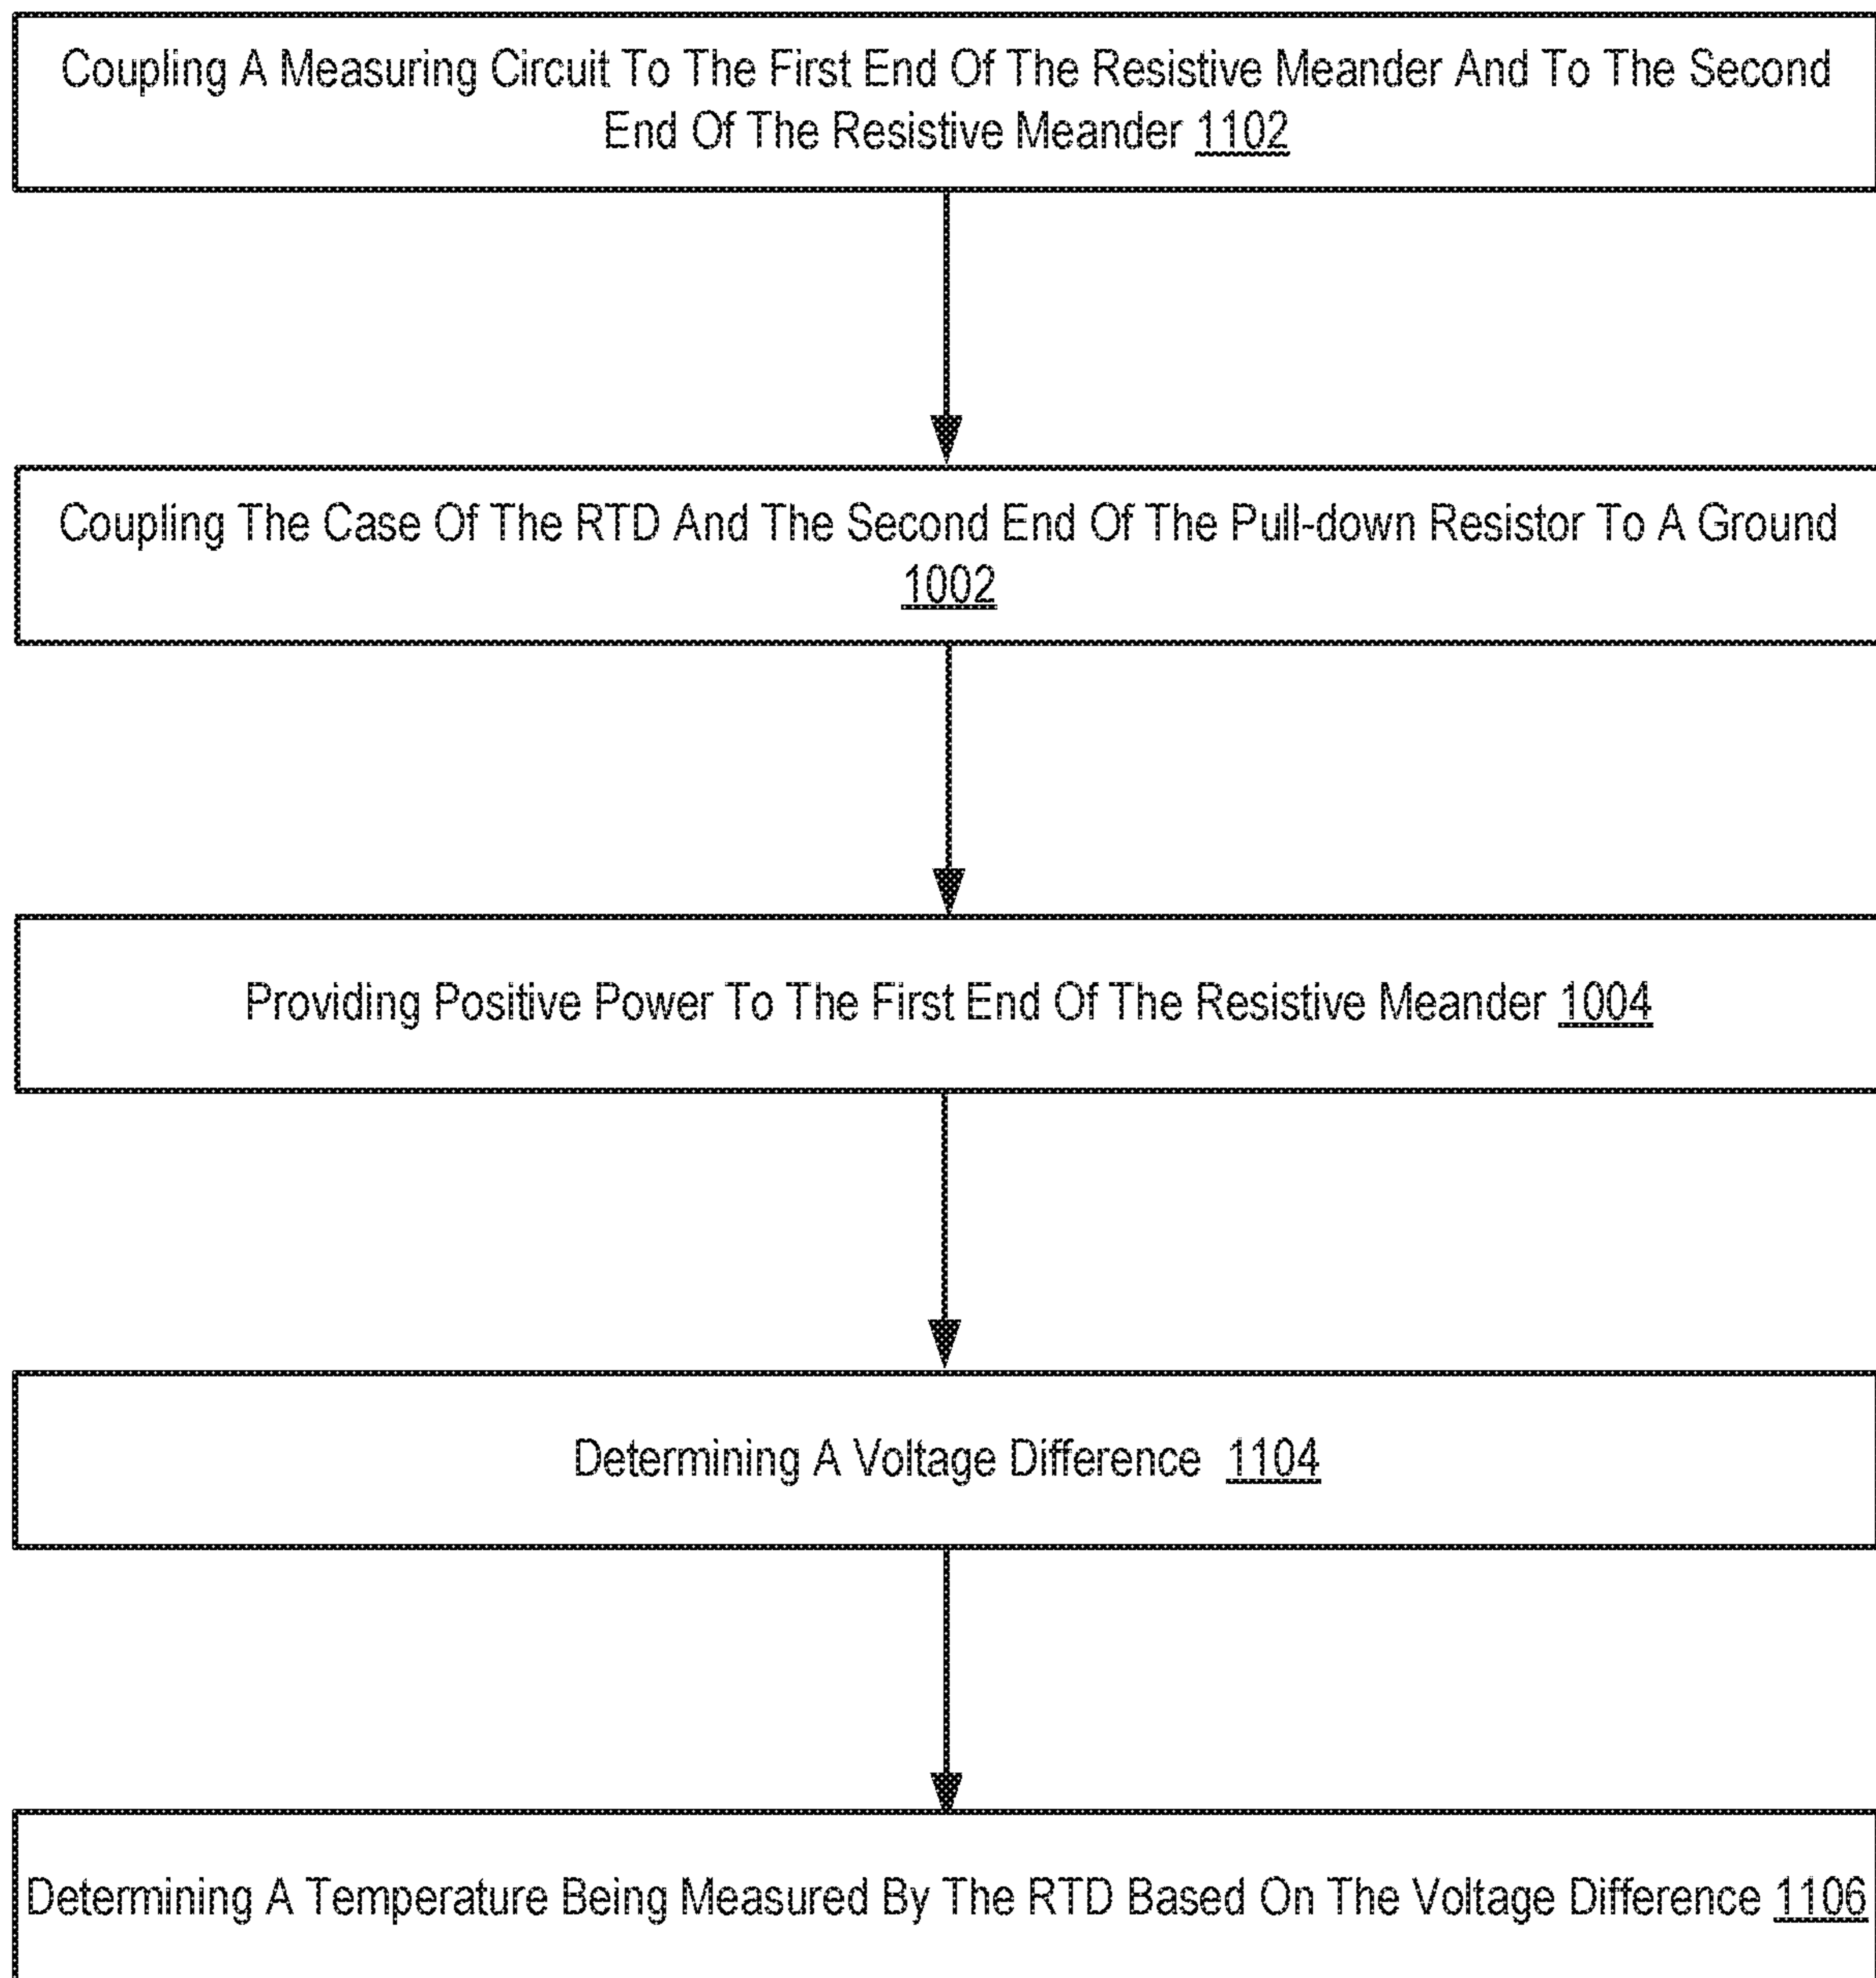 Coupling A Measuring Circuit To The First End Of The Resistive Meander And To The Second
End Of The Resistive Meander 1102
Coupling The Case Of The RTD And The Second End Of The Pull-down Resistor To A Ground
1002
Providing Positive Power To The First End Of The Resistive Meander 1004
Determining A Voltage Difference 1104
Determining A Temperature Being Measured By The RTD Based On The Voltage Difference 1106